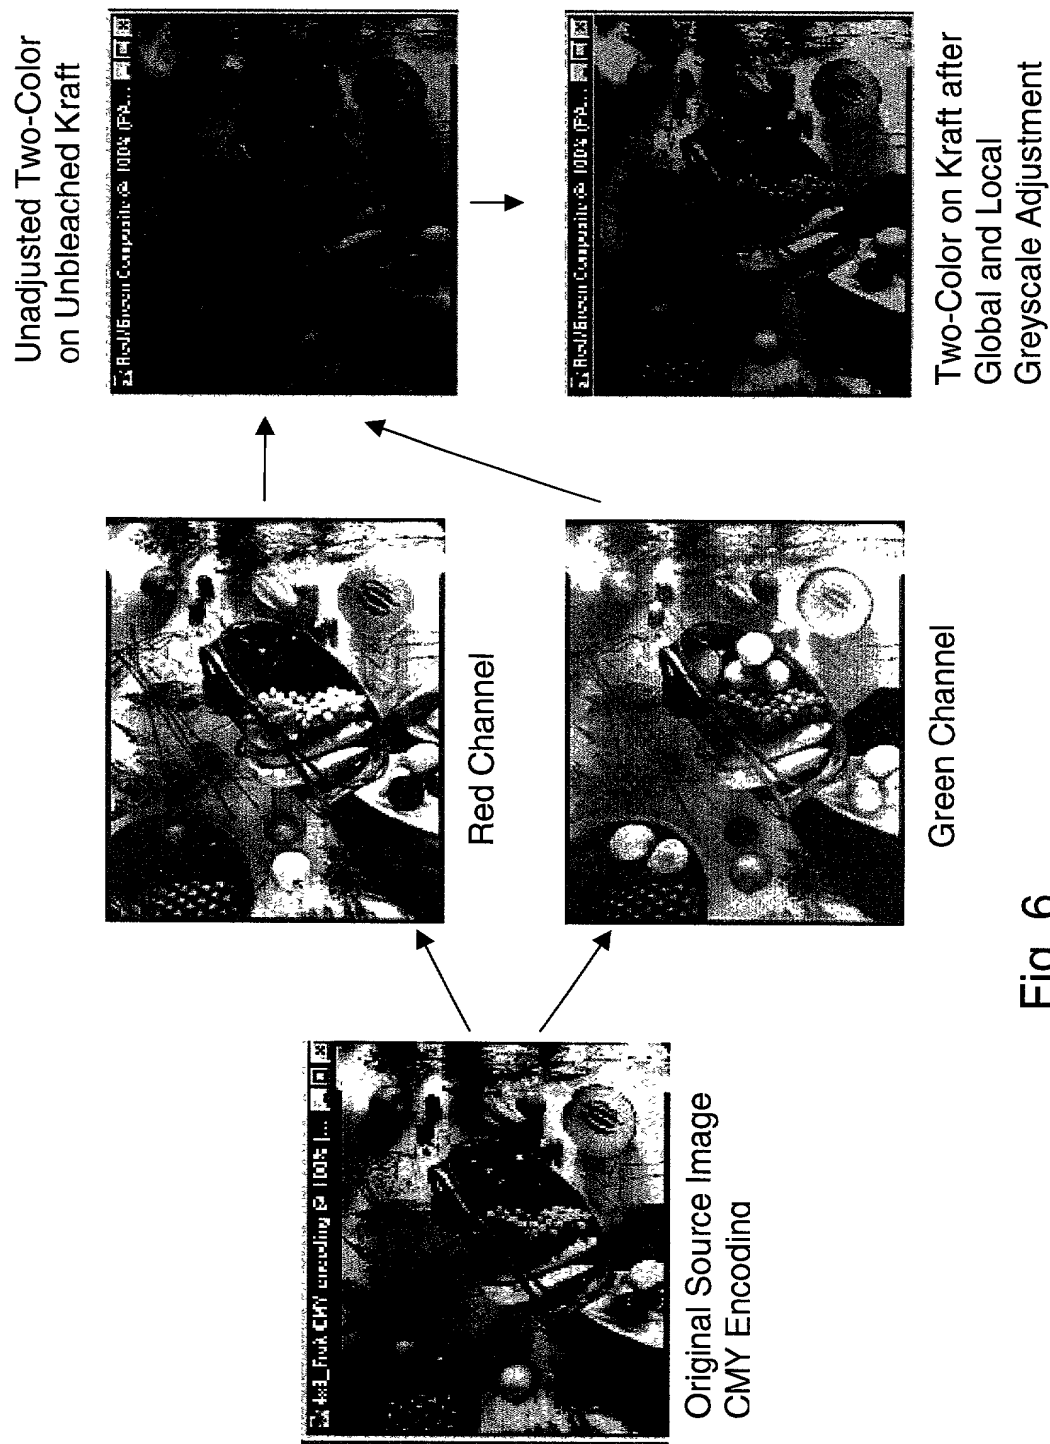 Original Source Image
CMY Encoding
Red Channel
Green Channel
Unadjusted Two-Color
on Unbleached Kraft
Two-Color on Kraft after
Global and Local
Greyscale Adjustment
Fig. 6